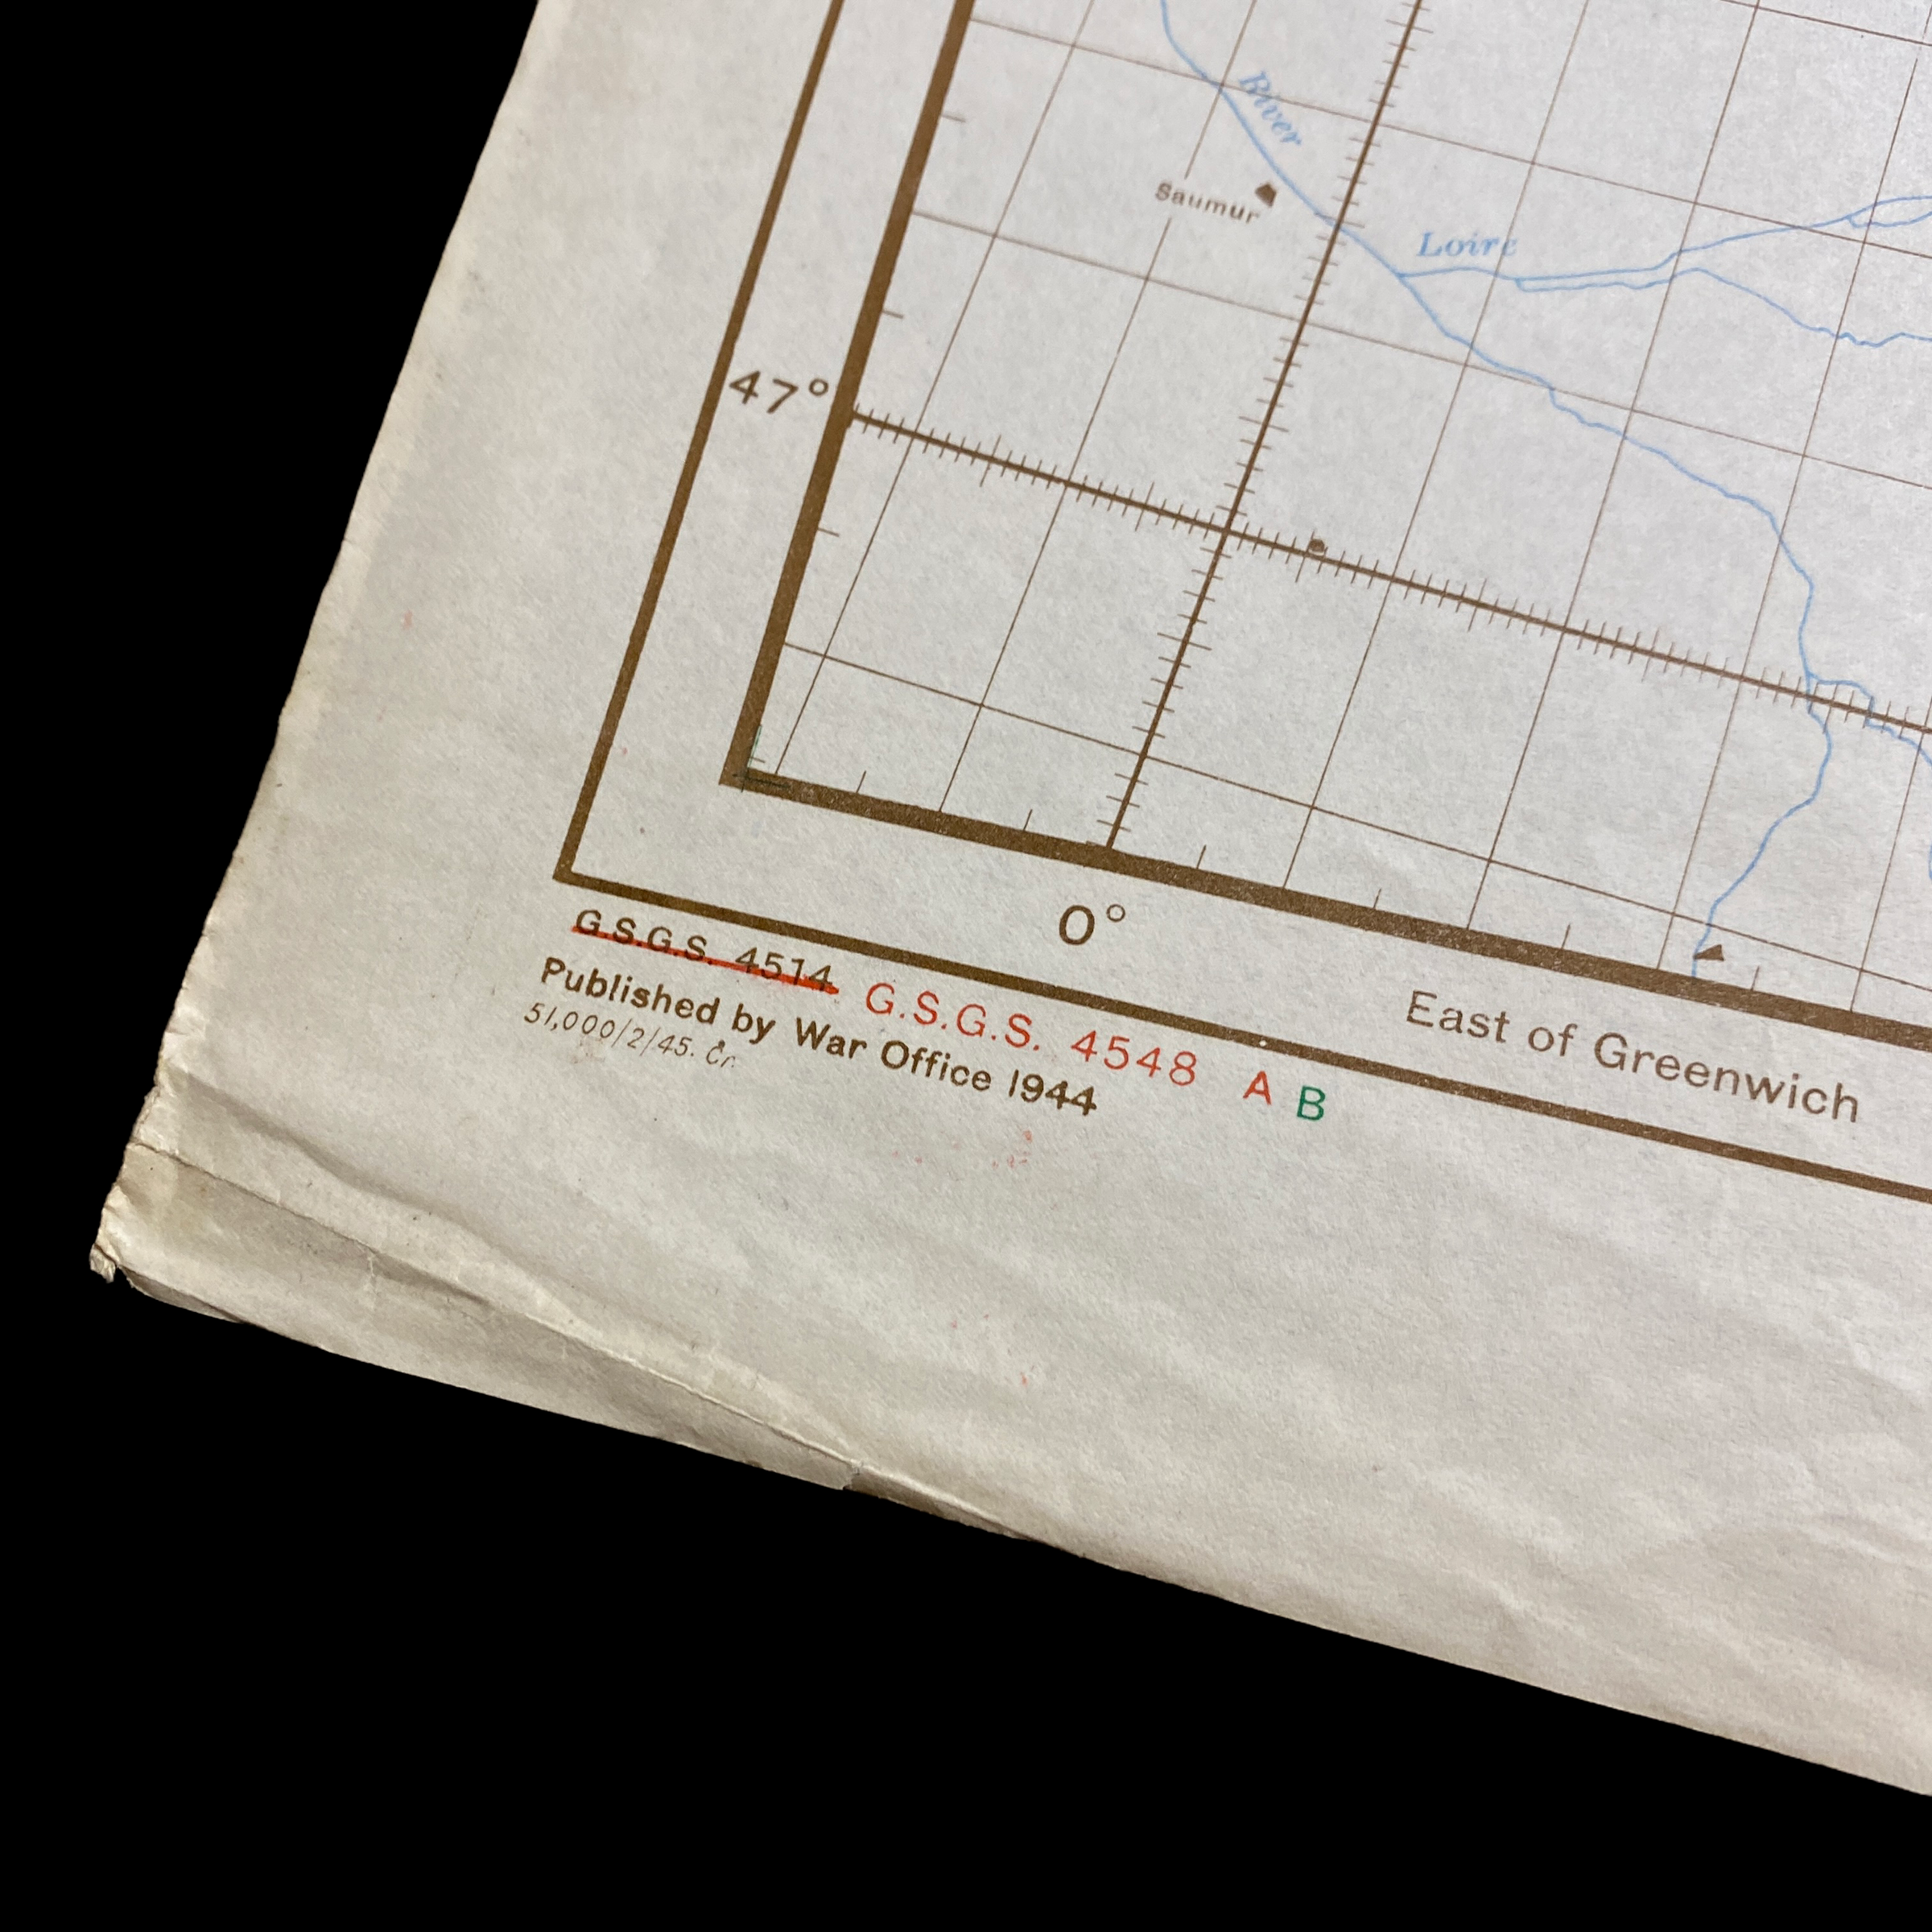 River
Saumur
Loire
47°
0°
East of Greenwich
G.S.G.S. 4514 G.S.G.S. 4548 A B
Published by War Office 1944
51,000/2/45. Cr.